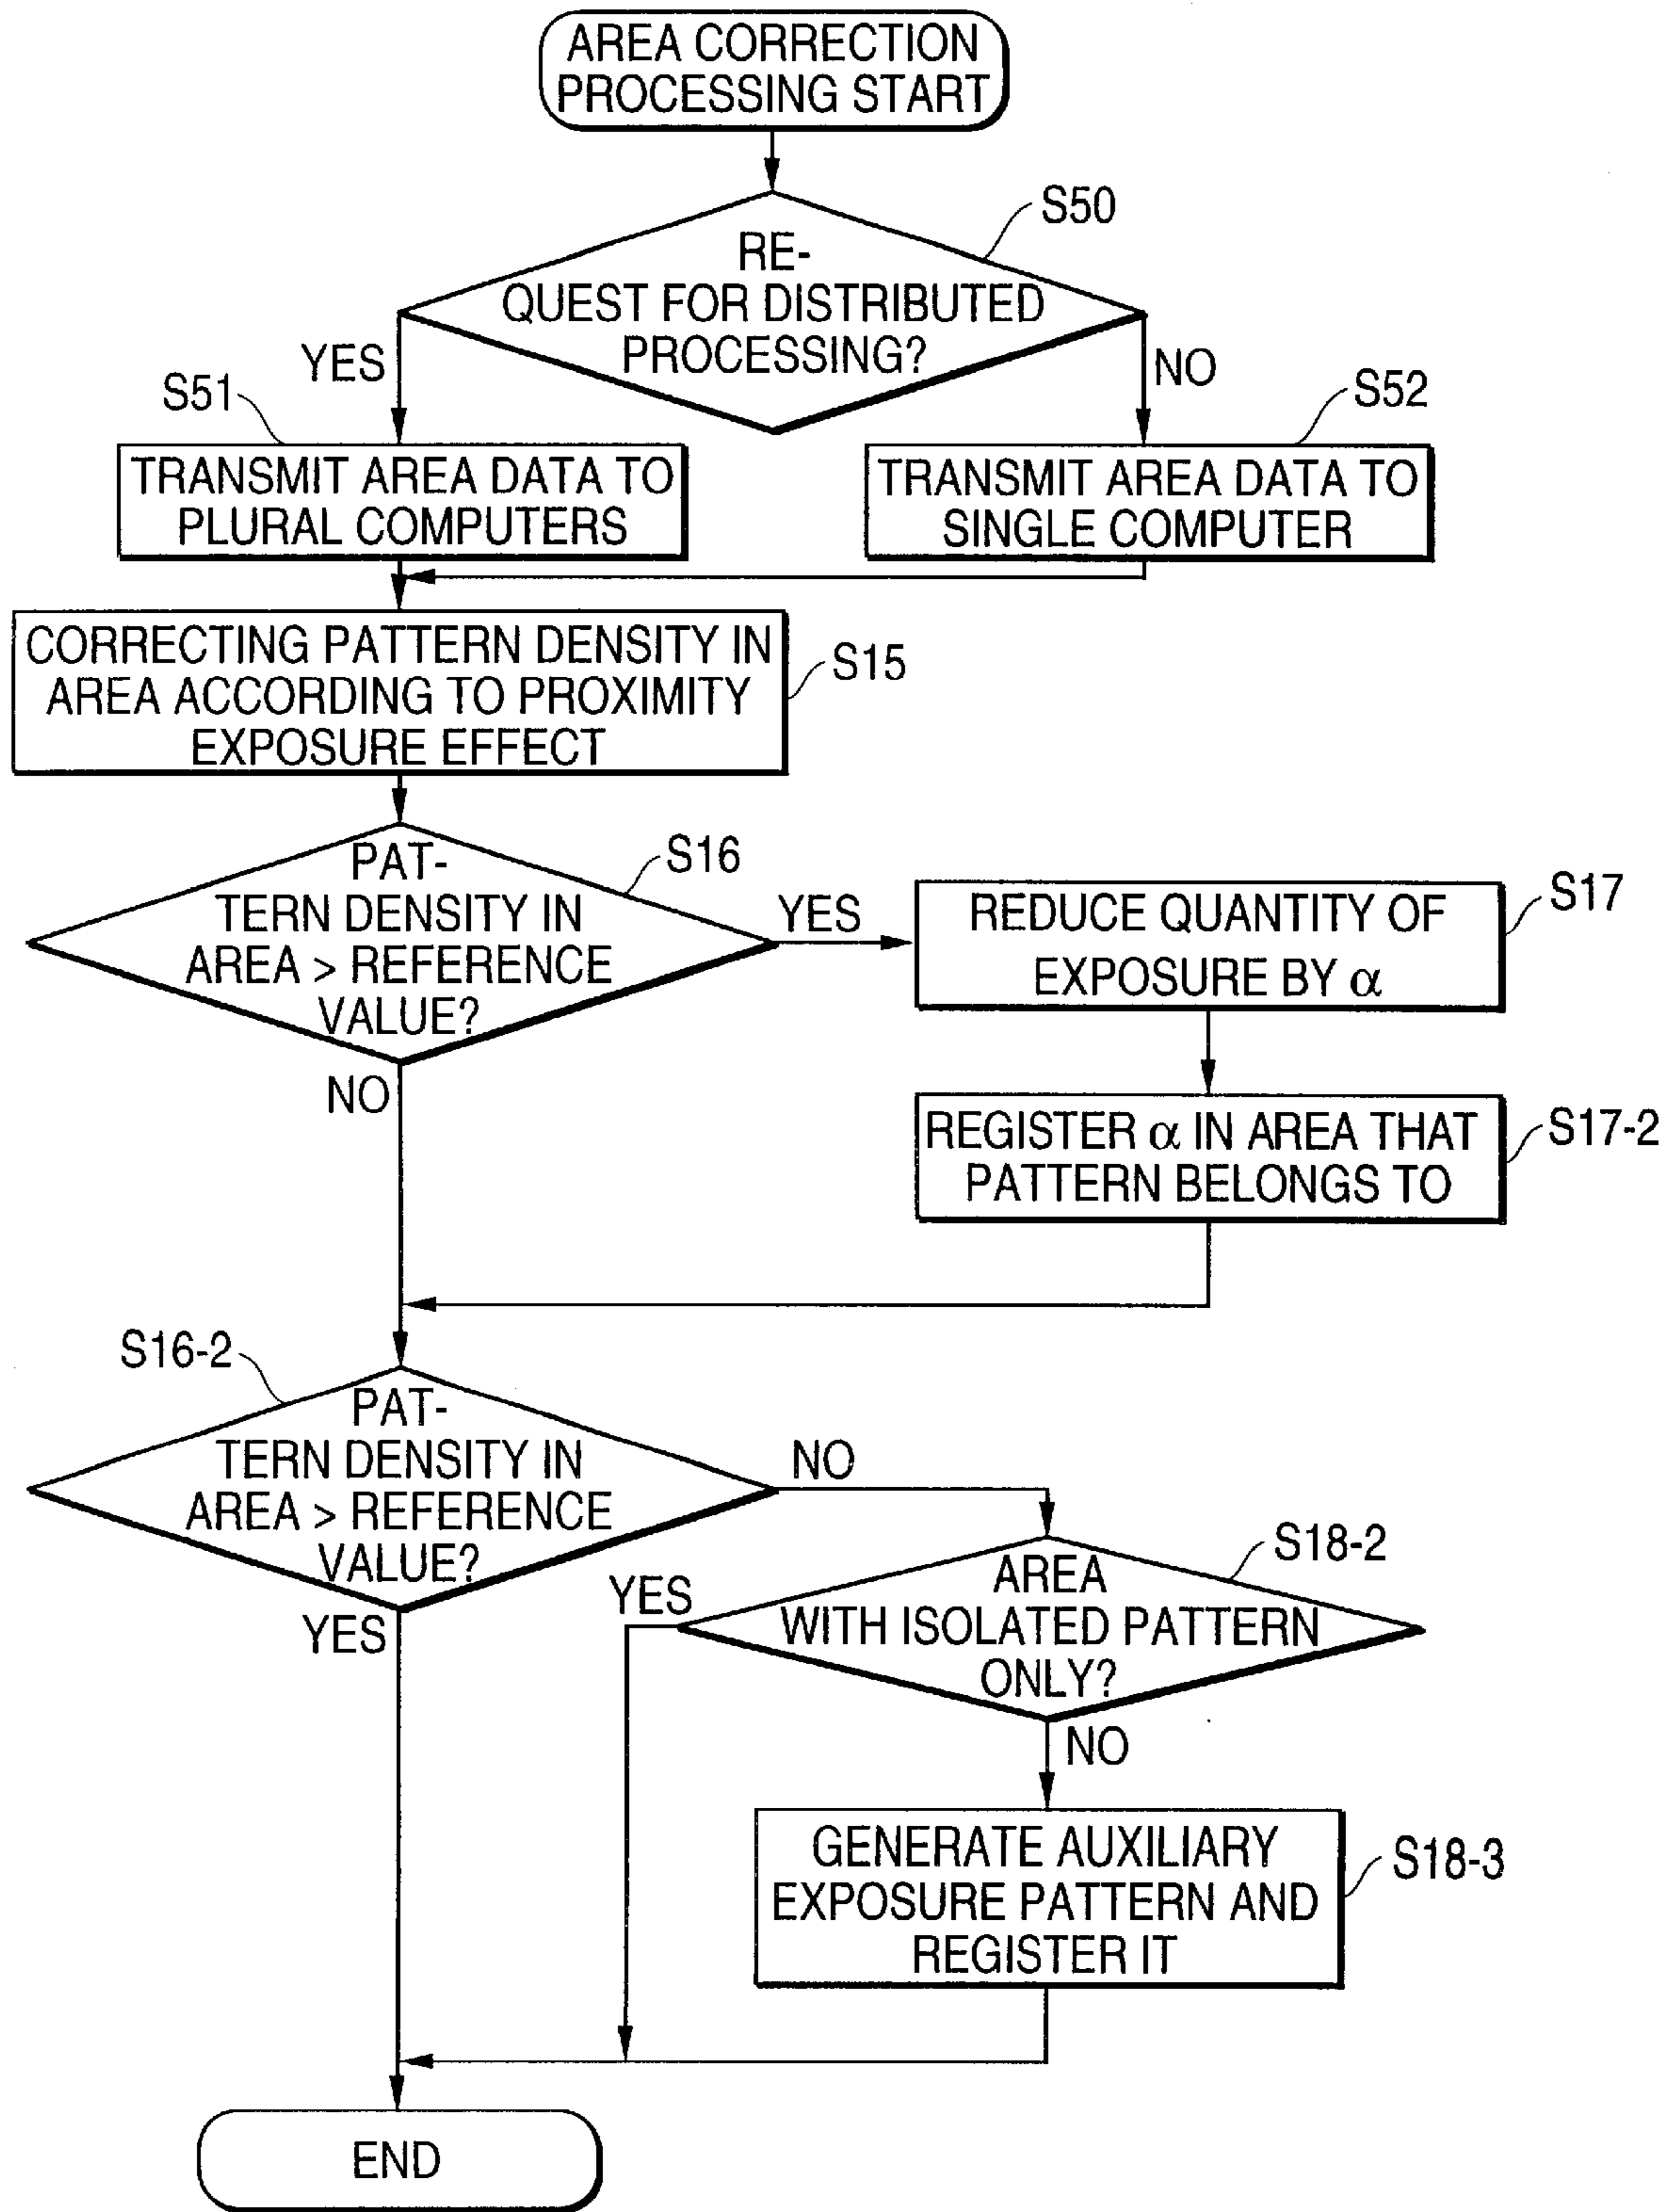 AREA CORRECTION
PROCESSING START
S50
RE-
QUEST FOR DISTRIBUTED
PROCESSING?
YES
NO
S51
S52
TRANSMIT AREA DATA TO
PLURAL COMPUTERS
TRANSMIT AREA DATA TO
SINGLE COMPUTER
CORRECTING PATTERN DENSITY IN
AREA ACCORDING TO PROXIMITY
EXPOSURE EFFECT
S15
PAT-
TERN DENSITY IN
AREA > REFERENCE
VALUE?
S16
YES
NO
REDUCE QUANTITY OF
EXPOSURE BY α
S17
REGISTER α IN AREA THAT
PATTERN BELONGS TO
S17-2
S16-2
PAT-
TERN DENSITY IN
AREA > REFERENCE
VALUE?
NO
YES
S18-2
AREA
WITH ISOLATED PATTERN
ONLY?
YES
NO
GENERATE AUXILIARY
EXPOSURE PATTERN AND
REGISTER IT
S18-3
END